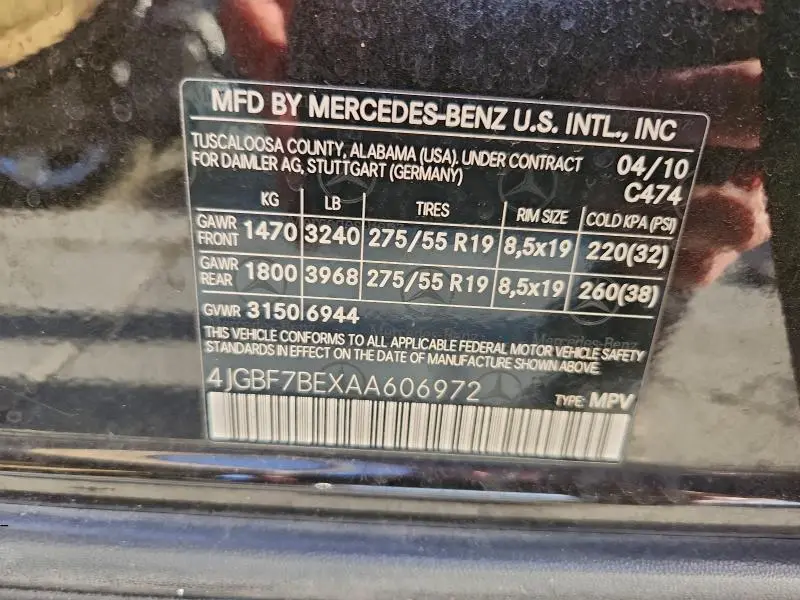 MFD BY MERCEDES-BENZ U.S. INTL., INC
TUSCALOOSA COUNTY, ALABAMA (USA). UNDER CONTRACT 04/10
FOR DAIMLER AG, STUTTGART (GERMANY) C474
KG LB TIRES RIM SIZE COLD KPA (PSI)
GAWR FRONT 1470 3240 275/55 R19 8,5x19 220(32)
GAWR REAR 1800 3968 275/55 R19 8,5x19 260(38)
GVWR 3150 6944
THIS VEHICLE CONFORMS TO ALL APPLICABLE FEDERAL MOTOR VEHICLE SAFETY
STANDARDS IN EFFECT ON THE DATE OF MANUFACTURE SHOWN ABOVE.
4JGBF7BEXAA606972 TYPE: MPV